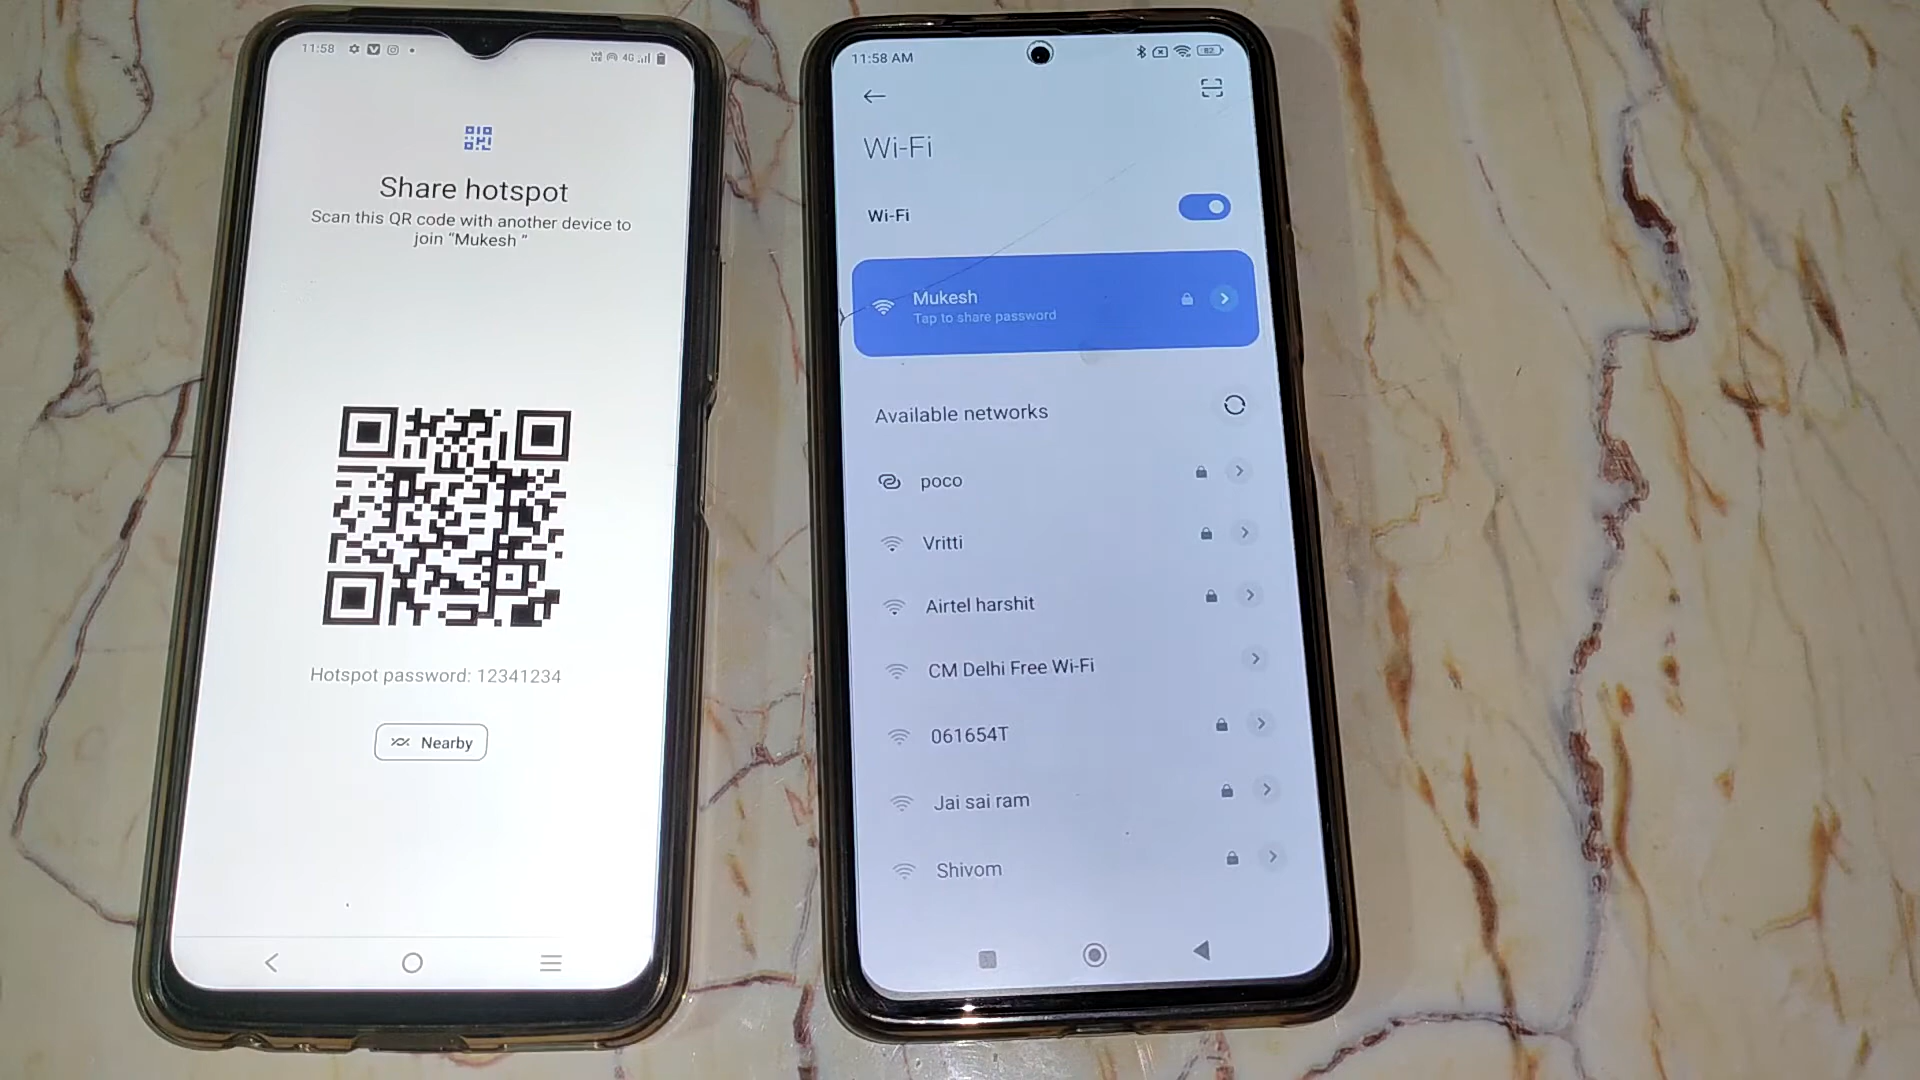 11:58
4G
Share hotspot
Scan this QR code with another device to
join "Mukesh "
Hotspot password: 12341234
Nearby
11:58 AM
82
Wi-Fi
Wi-Fi
Mukesh
Tap to share password
Available networks
poco
Vritti
Airtel harshit
CM Delhi Free Wi-Fi
061654T
Jai sai ram
Shivom